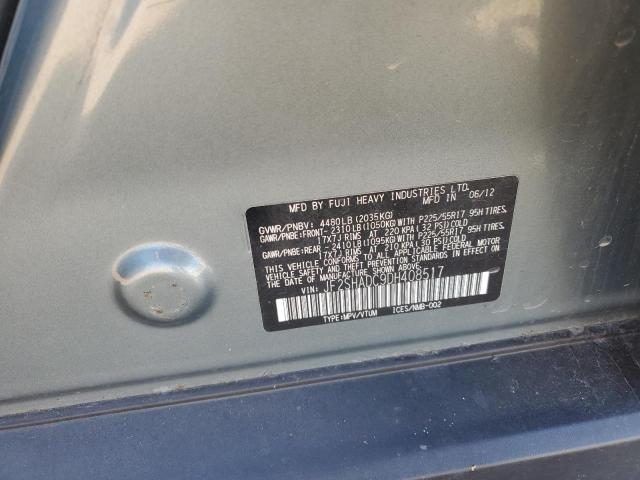 MFD BY FUJI HEAVY INDUSTRIES LTD.
MFD IN 06/12
GVWR/PNBV: 4480LB (2035KG)
GAWR/PNBE:FRONT- 2310LB(1050KG)WITH P225/55R17 95H TIRES,
17X7J RIMS AT 220 KPA(32 PSI)COLD
GAWR/PNBE:REAR -2410LB(1095KG)WITH P225/55R17 95H TIRES,
17X7J RIMS AT 210 KPA(30 PSI)COLD
THIS VEHICLE CONFORMS TO ALL APPLICABLE FEDERAL MOTOR
VEHICLE SAFETY STANDARDS IN EFFECT ON THE DATE OF
MANUFACTURE SHOWN ABOVE.
VIN: JF2SHADC9DH408517
TYPE:MPV/VTUM ICES/NMB-002